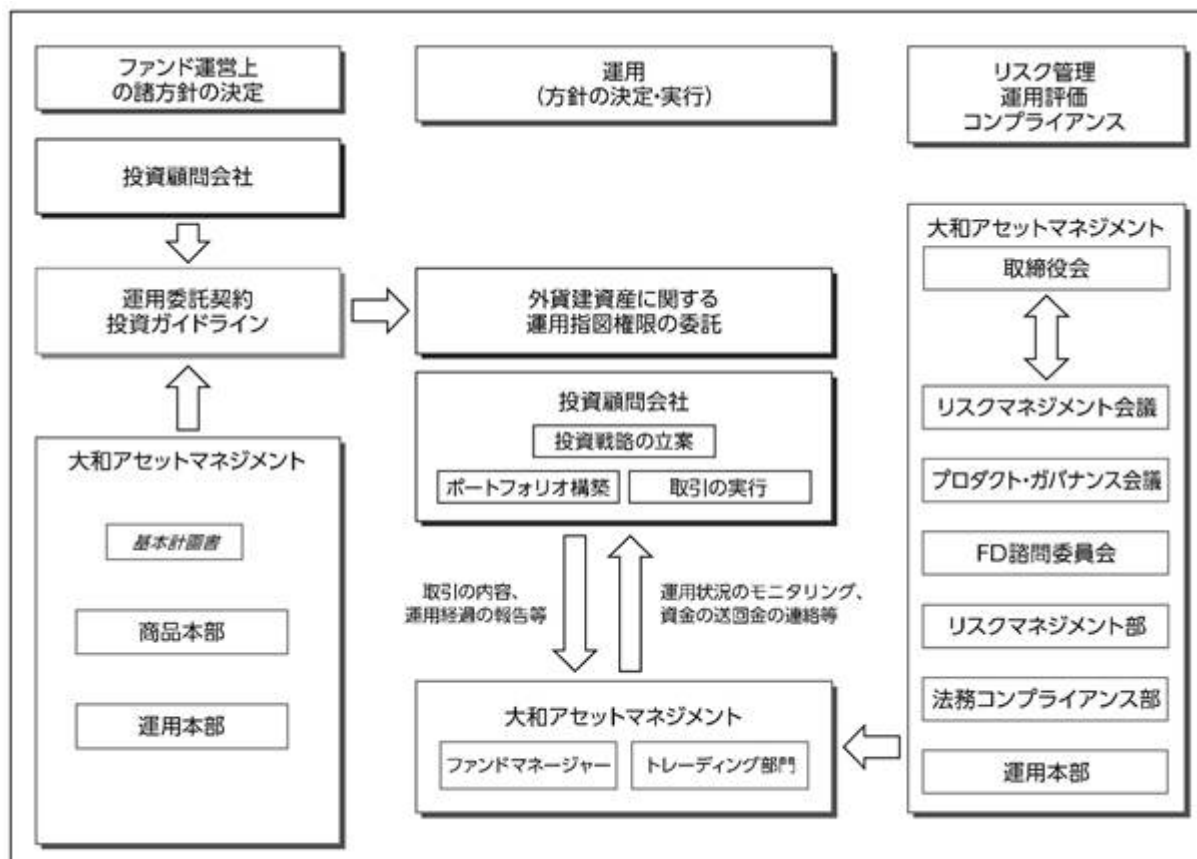 ファンド運営上
の諸方針の決定
運用
(方針の決定・実行)
リスク管理
運用評価
コンプライアンス
投資顧問会社
運用委託契約
投資ガイドライン
大和アセットマネジメント
基本計画書
商品本部
運用本部
外貨建資産に関する
運用指図権限の委託
投資顧問会社
投資戦略の立案
ポートフォリオ構築
取引の実行
取引の内容、
運用経過の報告等
運用状況のモニタリング、
資金の送回金の連絡等
大和アセットマネジメント
ファンドマネージャー
トレーディング部門
大和アセットマネジメント
取締役会
リスクマネジメント会議
プロダクト・ガバナンス会議
FD諮問委員会
リスクマネジメント部
法務コンプライアンス部
運用本部